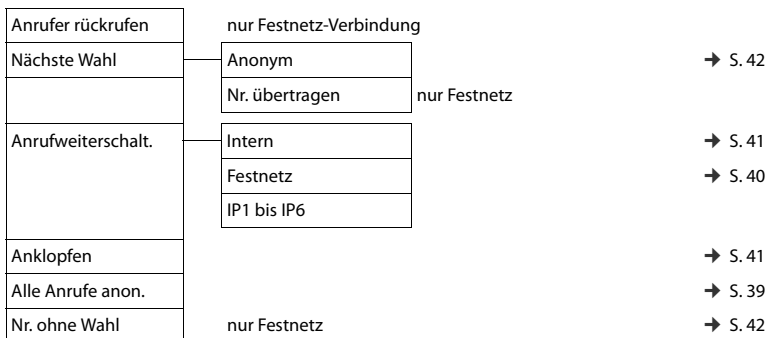 Anrufer rückrufen nur Festnetz-Verbindung
Nächste Wahl Anonym → S. 42
Nr. übertragen nur Festnetz
Anrufweiterschalt. Intern → S. 41
Festnetz → S. 40
IP1 bis IP6
Anklopfen → S. 41
Alle Anrufe anon. → S. 39
Nr. ohne Wahl nur Festnetz → S. 42